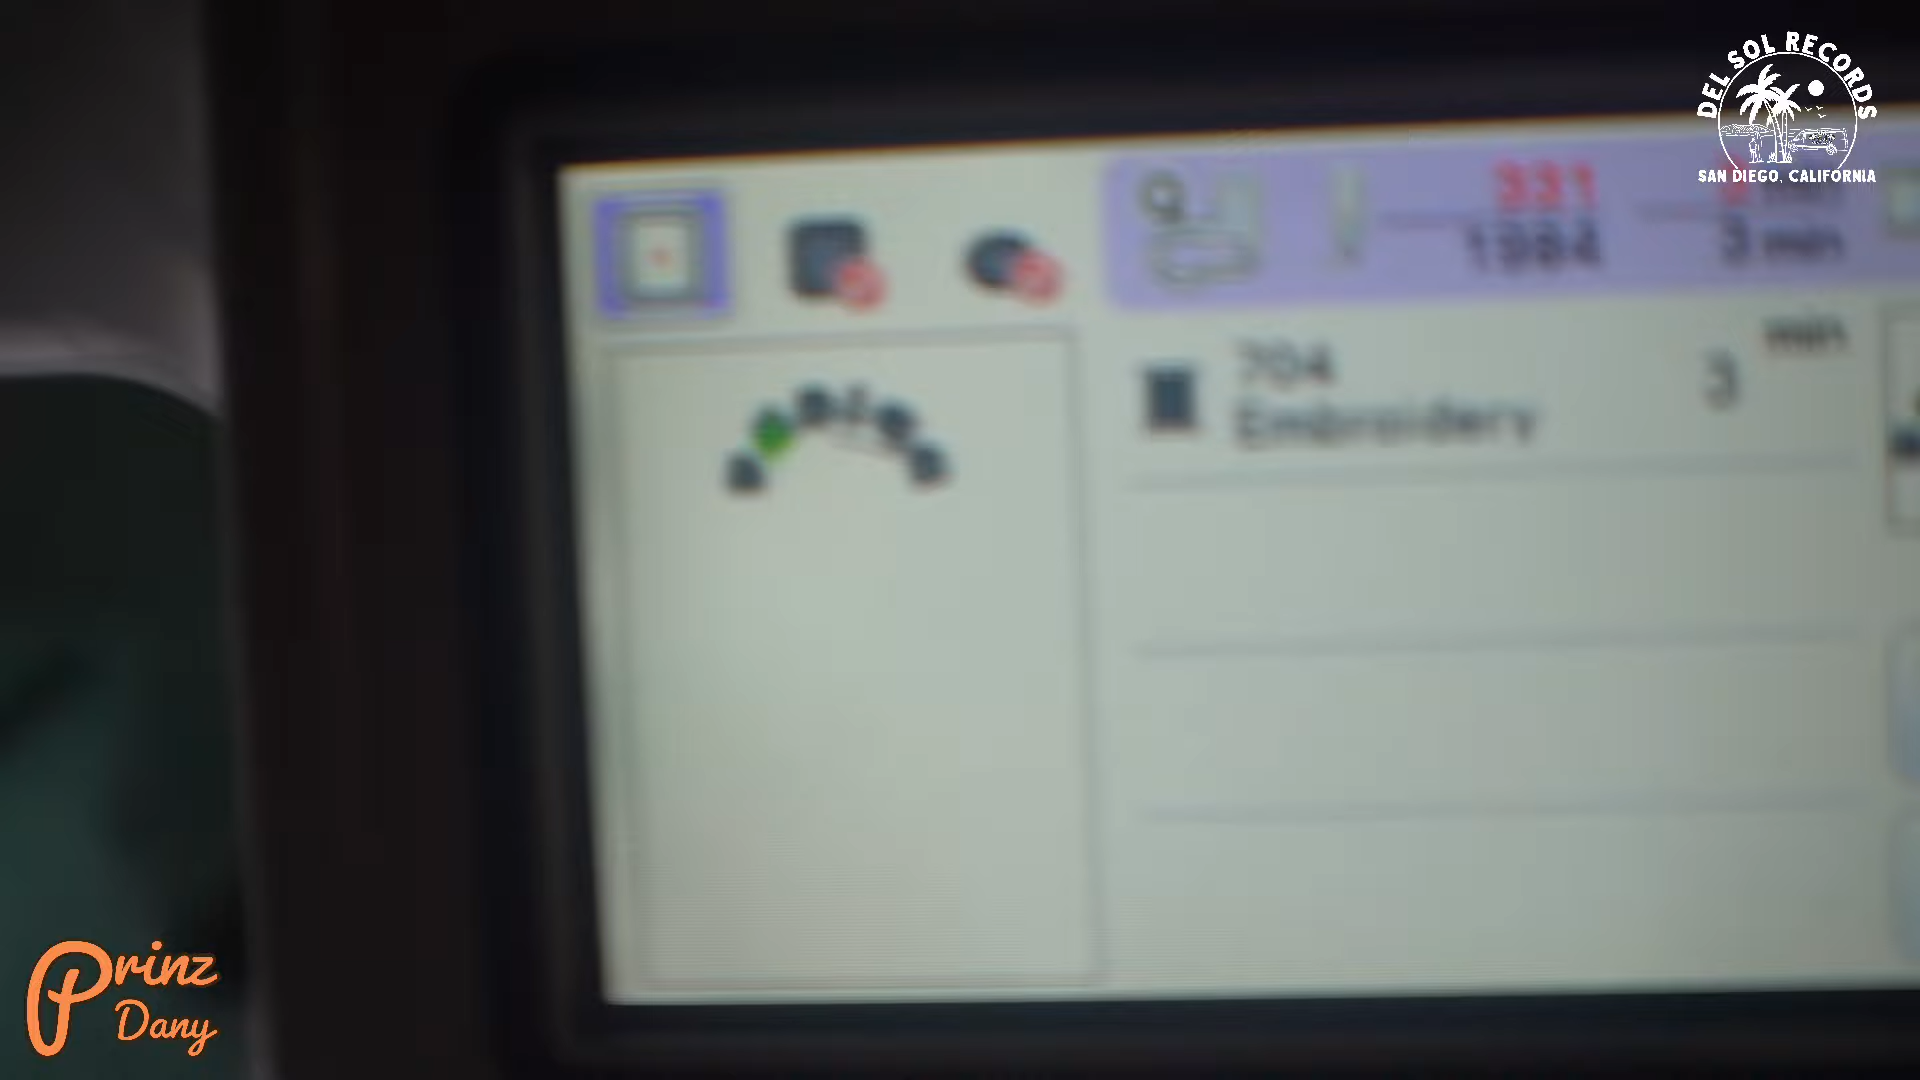 DEL SOL RECORDS
SAN DIEGO, CALIFORNIA
Q
331
1984
3 min
min
704
3
Embroidery
Prinz
Dany